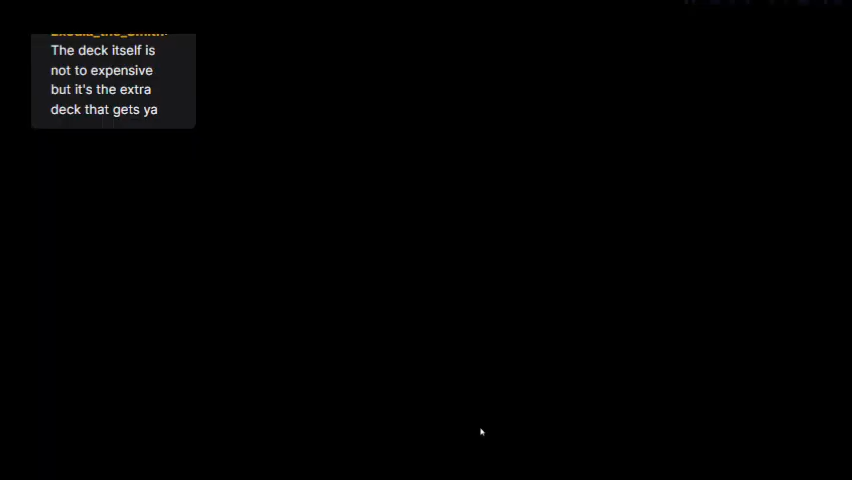 The deck itself is
not to expensive
but it's the extra
deck that gets ya